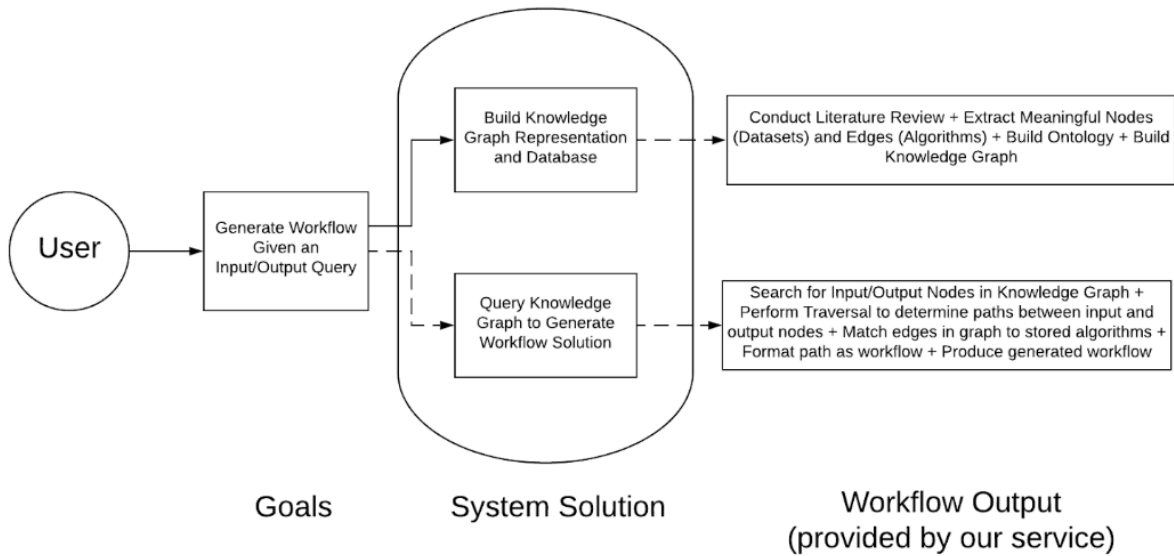 User
Generate Workflow
Given an
Input/Output Query
Build Knowledge
Graph Representation
and Database
Query Knowledge
Graph to Generate
Workflow Solution
Conduct Literature Review + Extract Meaningful Nodes
(Datasets) and Edges (Algorithms) + Build Ontology + Build
Knowledge Graph
Search for Input/Output Nodes in Knowledge Graph +
Perform Traversal to determine paths between input and
output nodes + Match edges in graph to stored algorithms +
Format path as workflow + Produce generated workflow
Goals
System Solution
Workflow Output
(provided by our service)